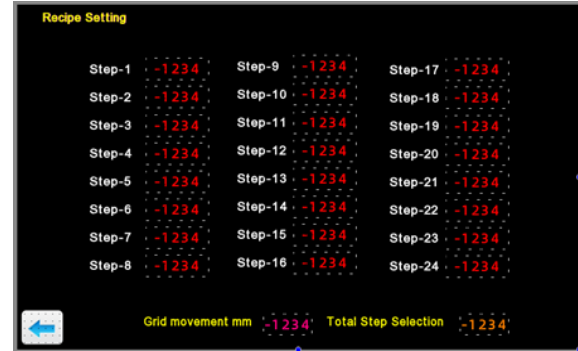 Recipe Setting
Step-1 -1234 Step-9 -1234 Step-17 -1234
Step-2 -1234 Step-10 -1234 Step-18 -1234
Step-3 -1234 Step-11 -1234 Step-19 -1234
Step-4 -1234 Step-12 -1234 Step-20 -1234
Step-5 -1234 Step-13 -1234 Step-21 -1234
Step-6 -1234 Step-14 -1234 Step-22 -1234
Step-7 -1234 Step-15 -1234 Step-23 -1234
Step-8 -1234 Step-16 -1234 Step-24 -1234
Grid movement mm -1234 Total Step Selection -1234